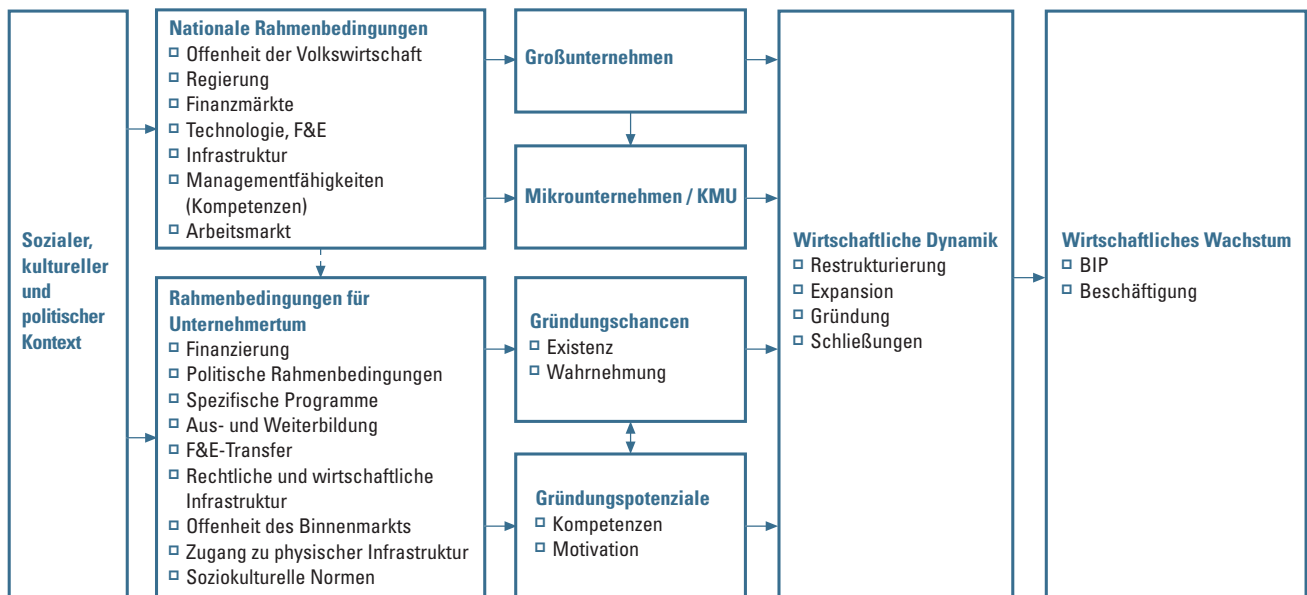 Sozialer,
kultureller
und
politischer
Kontext
Nationale Rahmenbedingungen
Offenheit der Volkswirtschaft
Regierung
Finanzmärkte
Technologie, F&E
Infrastruktur
Managementfähigkeiten
(Kompetenzen)
Arbeitsmarkt
Rahmenbedingungen für
Unternehmertum
Finanzierung
Politische Rahmenbedingungen
Spezifische Programme
Aus- und Weiterbildung
F&E-Transfer
Rechtliche und wirtschaftliche
Infrastruktur
Offenheit des Binnenmarkts
Zugang zu physischer Infrastruktur
Soziokulturelle Normen
Großunternehmen
Mikrounternehmen / KMU
Gründungschancen
Existenz
Wahrnehmung
Gründungspotenziale
Kompetenzen
Motivation
Wirtschaftliche Dynamik
Restrukturierung
Expansion
Gründung
Schließungen
Wirtschaftliches Wachstum
BIP
Beschäftigung